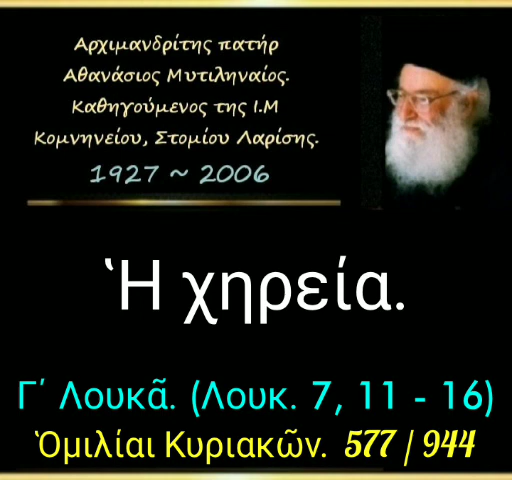 Αρχιμανδρίτης πατήρ
Αθανάσιος Μυτιληναίος.
Καθηγούμενος της Ι.Μ
Κομνηνείου, Στομίου Λαρίσης.
1927 ~ 2006
Ἡ χηρεία.
Γ΄ Λουκᾶ. (Λουκ. 7, 11 - 16)
Ὁμιλίαι Κυριακῶν. 577 / 944